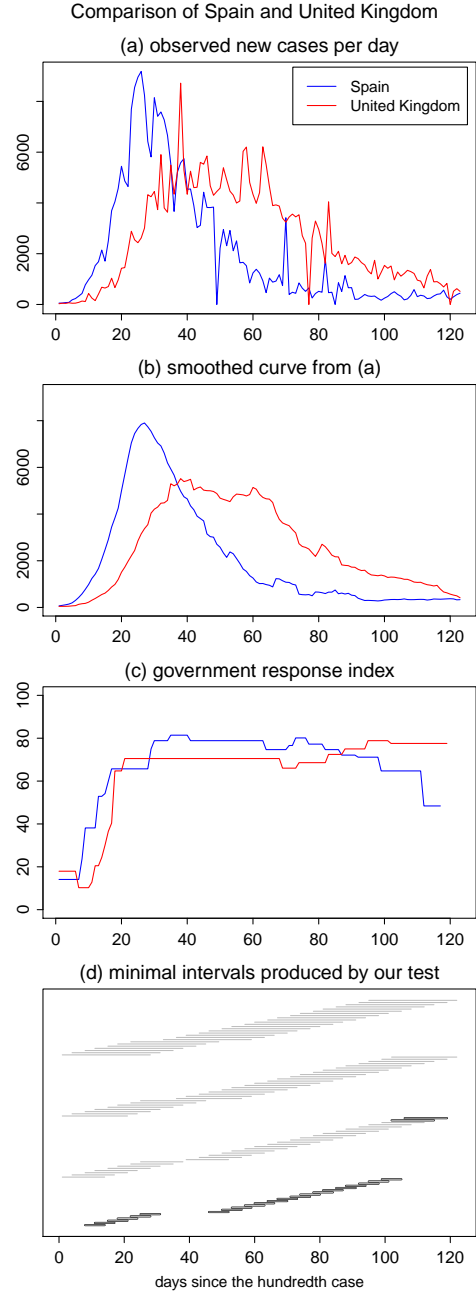 Comparison of Spain and United Kingdom
(a) observed new cases per day
Spain
United Kingdom
0 2000 6000
0 20 40 60 80 100 120
(b) smoothed curve from (a)
0 2000 6000
0 20 40 60 80 100 120
(c) government response index
0 20 40 60 80 100
0 20 40 60 80 100 120
(d) minimal intervals produced by our test
0 20 40 60 80 100 120
days since the hundredth case